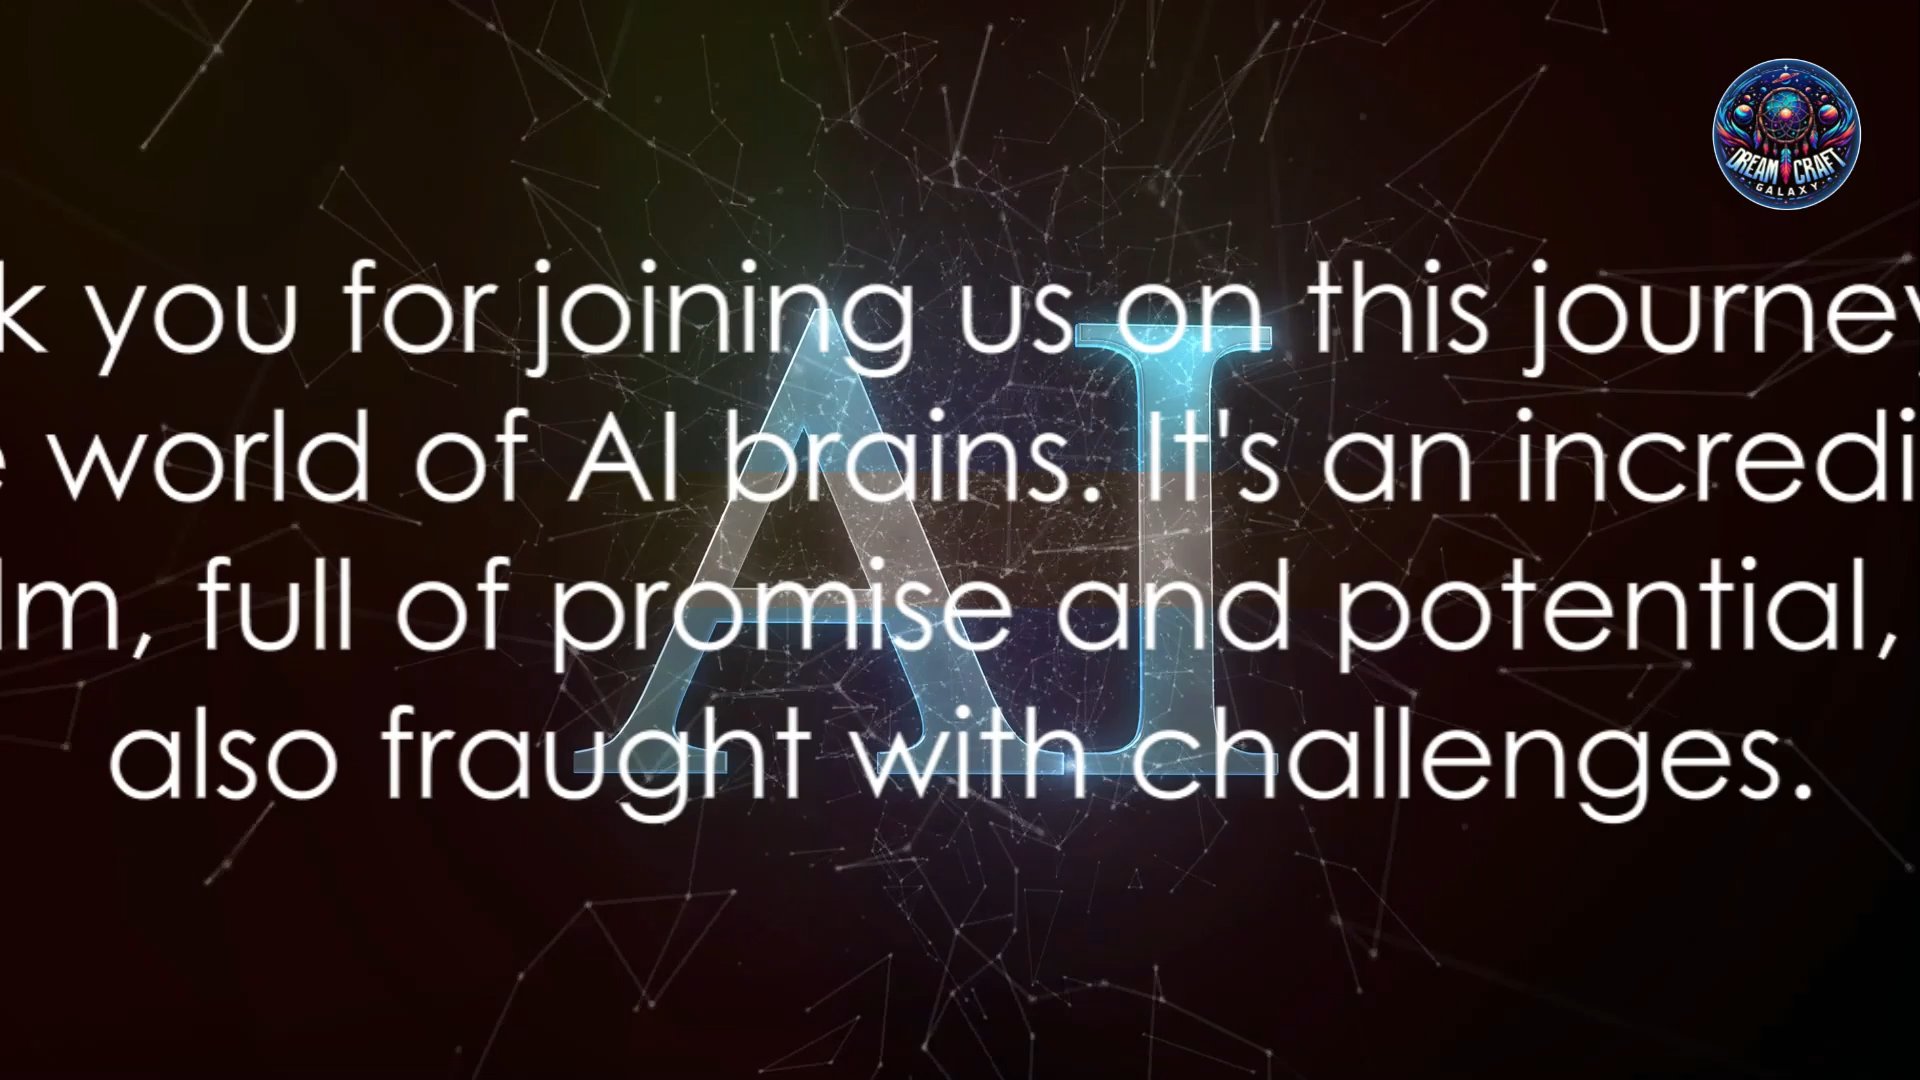 DREAM CRAFT
GALAXY
k you for joining us on this journey
world of AI brains. It's an incredi
lm, full of promise and potential,
also fraught with challenges.
AI